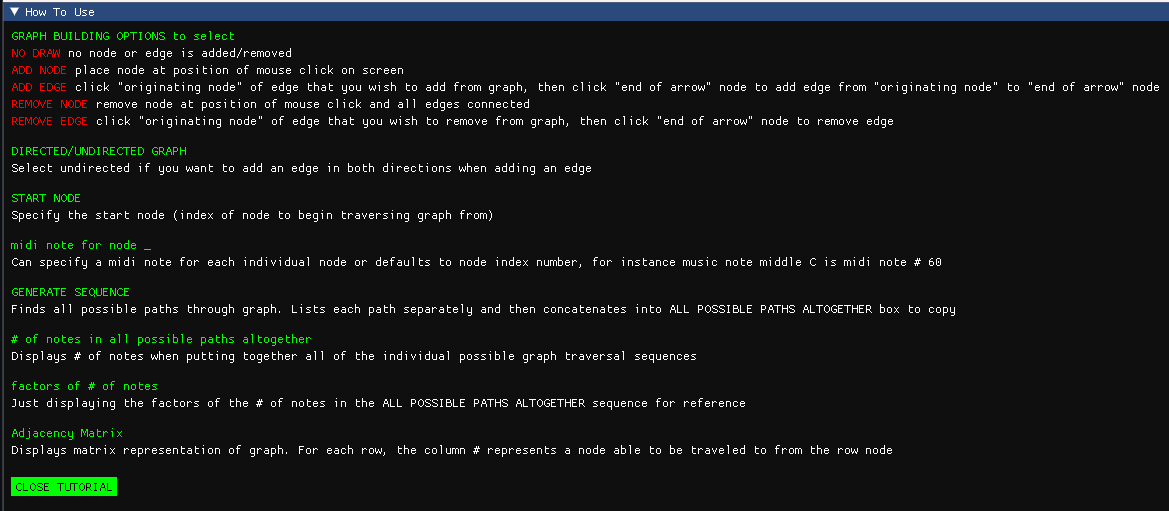 ▼ How To Use
GRAPH BUILDING OPTIONS to select
NO DRAW no node or edge is added/removed
ADD NODE place node at position of mouse click on screen
ADD EDGE click "originating node" of edge that you wish to add from graph, then click "end of arrow" node to add edge from "originating node" to "end of arrow" node
REMOVE NODE remove node at position of mouse click and all edges connected
REMOVE EDGE click "originating node" of edge that you wish to remove from graph, then click "end of arrow" node to remove edge
DIRECTED/UNDIRECTED GRAPH
Select undirected if you want to add an edge in both directions when adding an edge
START NODE
Specify the start node (index of node to begin traversing graph from)
midi note for node _
Can specify a midi note for each individual node or defaults to node index number, for instance music note middle C is midi note # 60
GENERATE SEQUENCE
Finds all possible paths through graph. Lists each path separately and then concatenates into ALL POSSIBLE PATHS ALTOGETHER box to copy
# of notes in all possible paths altogether
Displays # of notes when putting together all of the individual possible graph traversal sequences
factors of # of notes
Just displaying the factors of the # of notes in the ALL POSSIBLE PATHS ALTOGETHER sequence for reference
Adjacency Matrix
Displays matrix representation of graph. For each row, the column # represents a node able to be traveled to from the row node
CLOSE TUTORIAL